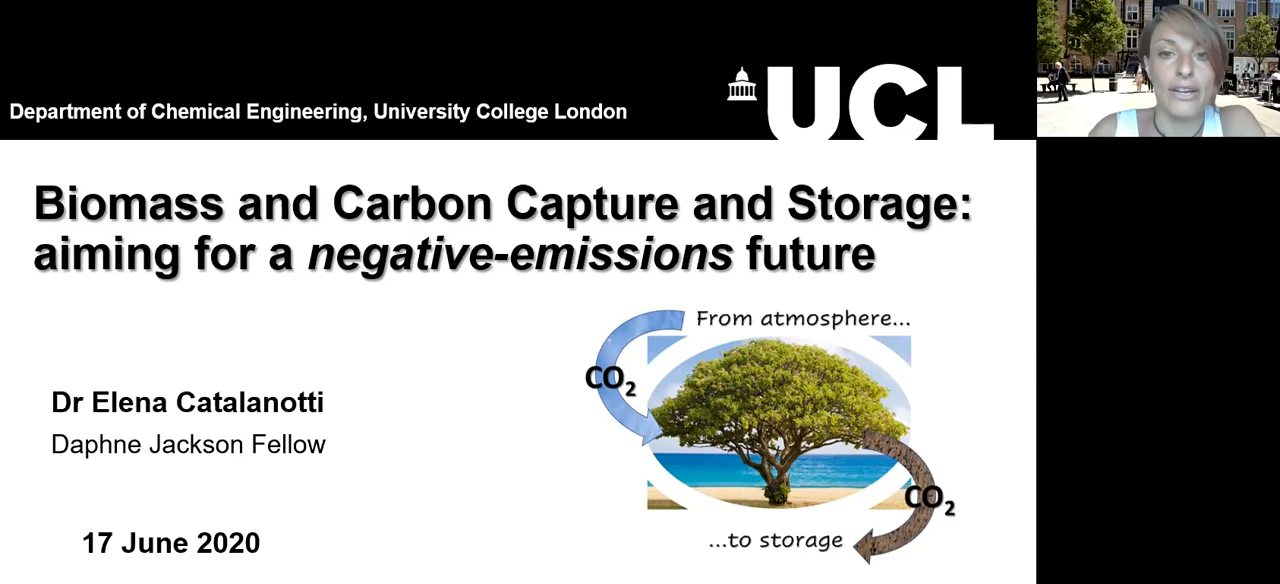 Department of Chemical Engineering, University College London
UCL
Biomass and Carbon Capture and Storage:
aiming for a negative-emissions future
From atmosphere...
CO2
Dr Elena Catalanotti
Daphne Jackson Fellow
CO2
...to storage
17 June 2020